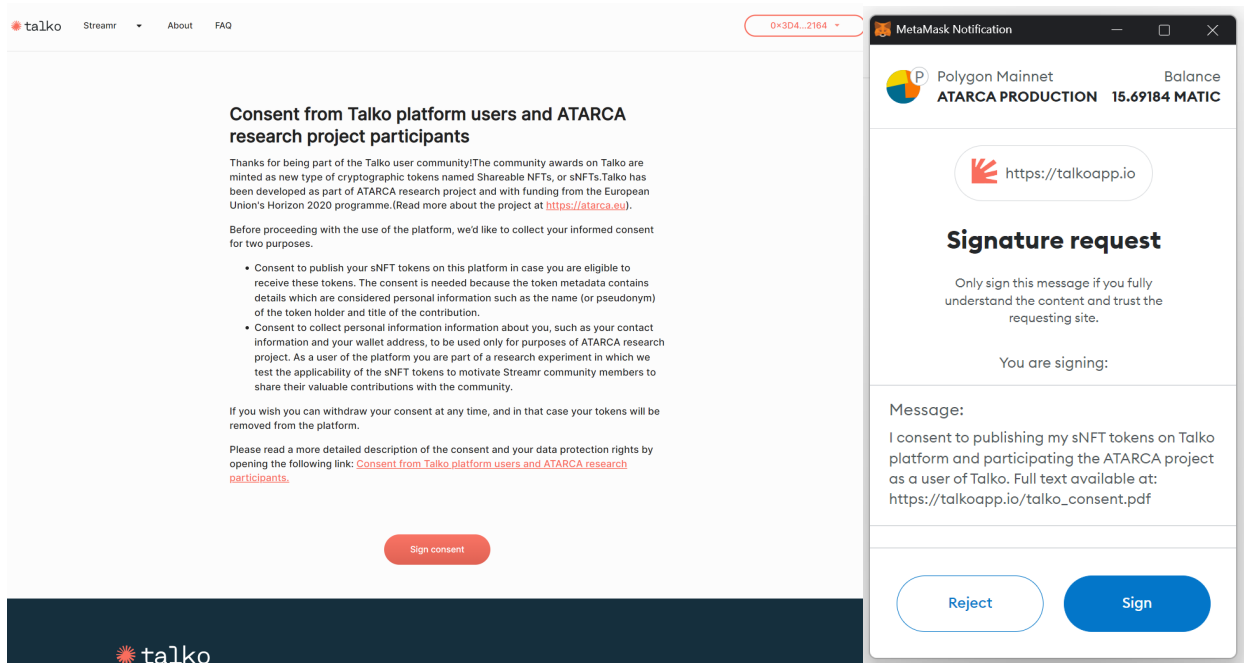 talko
Streamr
About
FAQ
0×3D4...2164
Consent from Talko platform users and ATARCA
research project participants
Thanks for being part of the Talko user community!The community awards on Talko are
minted as new type of cryptographic tokens named Shareable NFTs, or sNFTs.Talko has
been developed as part of ATARCA research project and with funding from the European
Union's Horizon 2020 programme.(Read more about the project at https://atarca.eu).
Before proceeding with the use of the platform, we'd like to collect your informed consent
for two purposes.
• Consent to publish your sNFT tokens on this platform in case you are eligible to
receive these tokens. The consent is needed because the token metadata contains
details which are considered personal information such as the name (or pseudonym)
of the token holder and title of the contribution.
• Consent to collect personal information information about you, such as your contact
information and your wallet address, to be used only for purposes of ATARCA research
project. As a user of the platform you are part of a research experiment in which we
test the applicability of the sNFT tokens to motivate Streamr community members to
share their valuable contributions with the community.
If you wish you can withdraw your consent at any time, and in that case your tokens will be
removed from the platform.
Please read a more detailed description of the consent and your data protection rights by
opening the following link: Consent from Talko platform users and ATARCA research
participants.
Sign consent
talko
MetaMask Notification
P
Polygon Mainnet
Balance
ATARCA PRODUCTION
15.69184 MATIC
https://talkoapp.io
Signature request
Only sign this message if you fully
understand the content and trust the
requesting site.
You are signing:
Message:
I consent to publishing my sNFT tokens on Talko
platform and participating the ATARCA project
as a user of Talko. Full text available at:
https://talkoapp.io/talko_consent.pdf
Reject
Sign